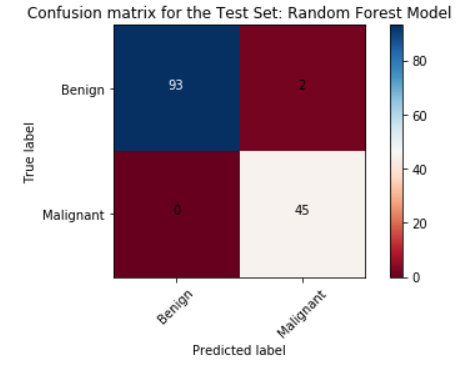 Confusion matrix for the Test Set: Random Forest Model
Benign
93
2
80
60
True label
40
Malignant
0
45
20
0
Benign
Malignant
Predicted label